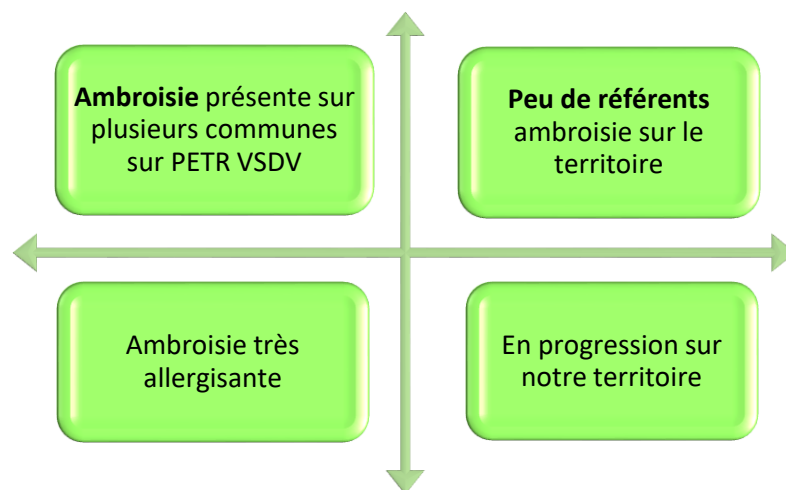 Ambroisie présente sur
plusieurs communes
sur PETR VSDV
Peu de référents
ambroisie sur le
territoire
Ambroisie très
allergisante
En progression sur
notre territoire